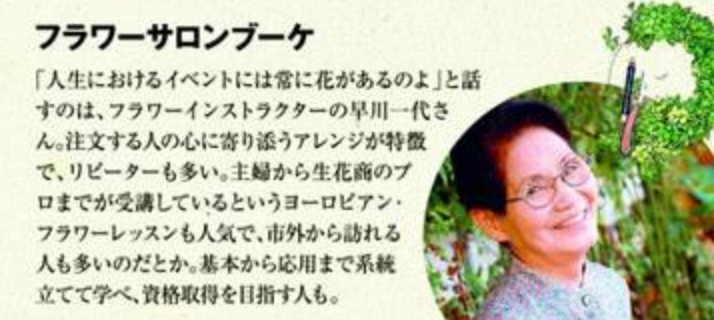 フラワーサロンブーケ
「人生におけるイベントには常に花があるのよ」と話
すのは、フラワーインストラクターの早川一代さ
ん。注文する人の心に寄り添うアレンジが特徴
で、リピーターも多い。主婦から生花商のプ
ロまでが受講しているというヨーロピアン・
フラワーレッスンも人気で、市外から訪れる
人も多いのだとか。基本から応用まで系統
立てて学べ、資格取得を目指す人も。